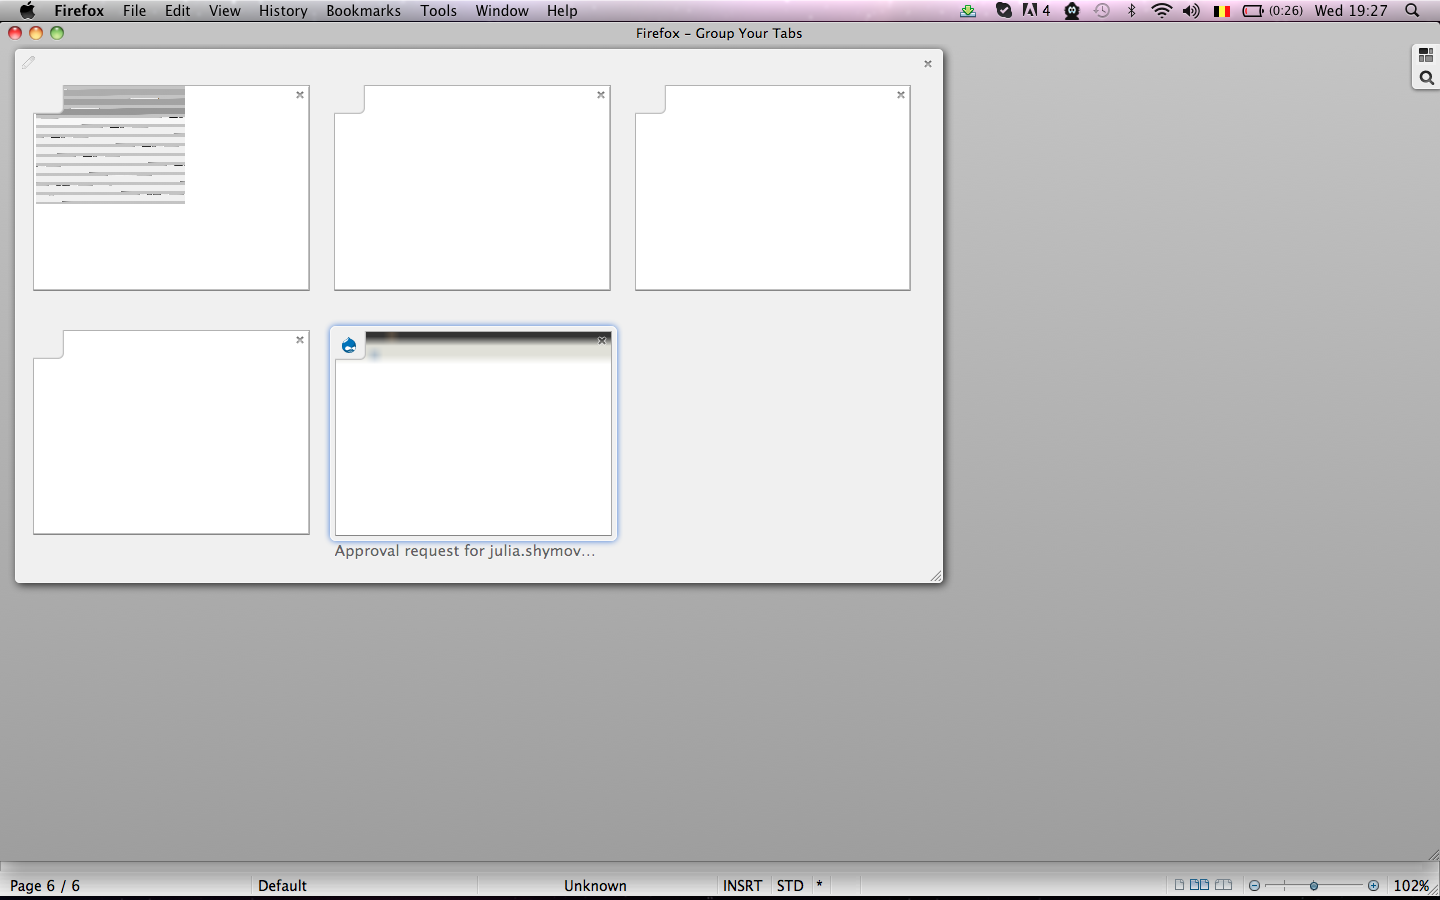 Firefox File Edit View History Bookmarks Tools Window Help 4 (0:26) Wed 19:27
Firefox – Group Your Tabs
Approval request for julia.shymov…
Page 6 / 6 Default Unknown INSRT STD * 102%